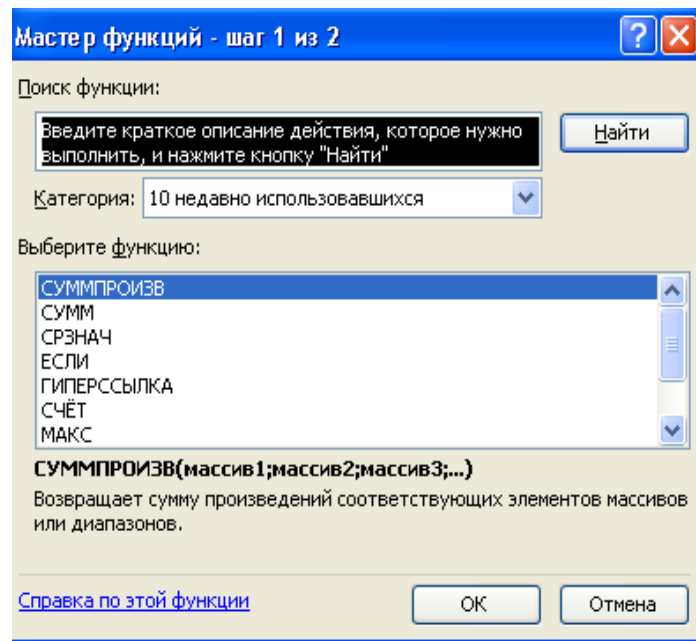 Мастер функций - шаг 1 из 2
Поиск функции:
Введите краткое описание действия, которое нужно
выполнить, и нажмите кнопку "Найти"
Найти
Категория: 10 недавно использовавшихся
Выберите функцию:
СУММПРОИЗВ
СУММ
СРЗНАЧ
ЕСЛИ
ГИПЕРССЫЛКА
СЧЁТ
МАКС
СУММПРОИЗВ(массив1;массив2;массив3;...)
Возвращает сумму произведений соответствующих элементов массивов
или диапазонов.
Справка по этой функции
ОК
Отмена